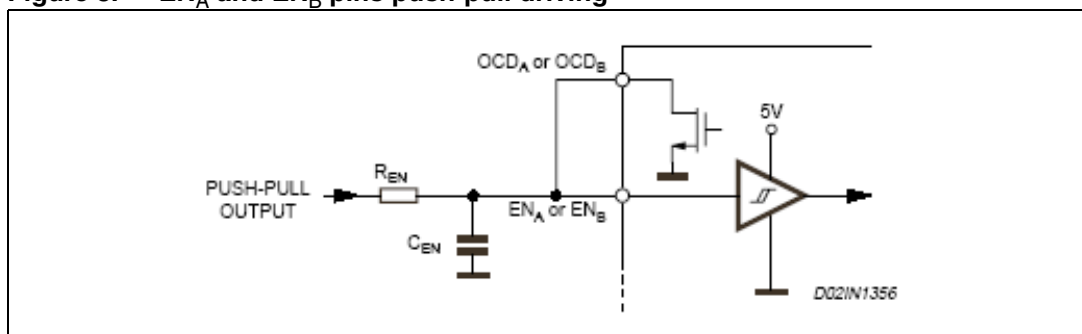 OCDA or OCDB
5V
REN
PUSH-PULL
OUTPUT
ENA or ENB
CEN
D02IN1356